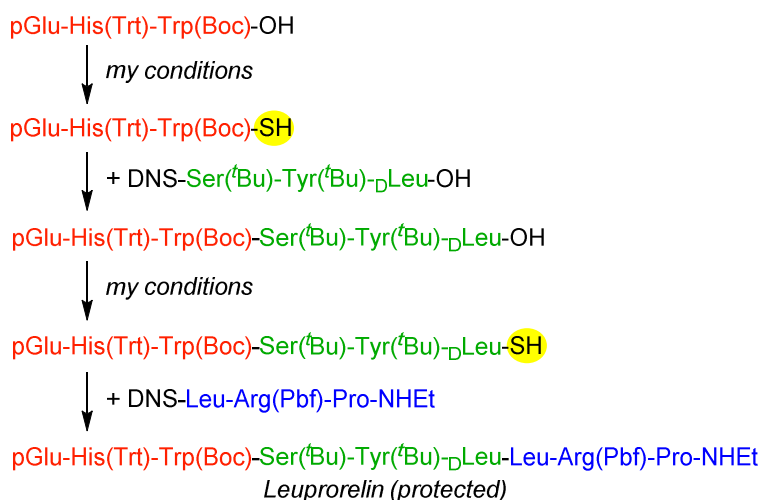 pGlu-His(Trt)-Trp(Boc)-OH
my conditions
pGlu-His(Trt)-Trp(Boc)-SH
+ DNS-Ser(ᵗBu)-Tyr(ᵗBu)-DLeu-OH
pGlu-His(Trt)-Trp(Boc)-Ser(ᵗBu)-Tyr(ᵗBu)-DLeu-OH
my conditions
pGlu-His(Trt)-Trp(Boc)-Ser(ᵗBu)-Tyr(ᵗBu)-DLeu-SH
+ DNS-Leu-Arg(Pbf)-Pro-NHEt
pGlu-His(Trt)-Trp(Boc)-Ser(ᵗBu)-Tyr(ᵗBu)-DLeu-Leu-Arg(Pbf)-Pro-NHEt
Leuprorelin (protected)